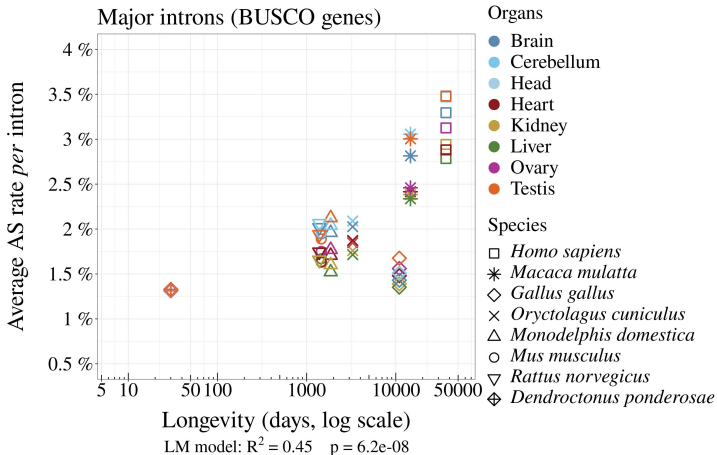 Major introns (BUSCO genes)
Average AS rate per intron
4 %
3.5 %
3 %
2.5 %
2 %
1.5 %
1 %
0.5 %
5 10 50 100 1000 10000 50000
Longevity (days, log scale)
LM model: R² = 0.45 p = 6.2e-08
Organs
Brain
Cerebellum
Head
Heart
Kidney
Liver
Ovary
Testis
Species
Homo sapiens
Macaca mulatta
Gallus gallus
Oryctolagus cuniculus
Monodelphis domestica
Mus musculus
Rattus norvegicus
Dendroctonus ponderosae